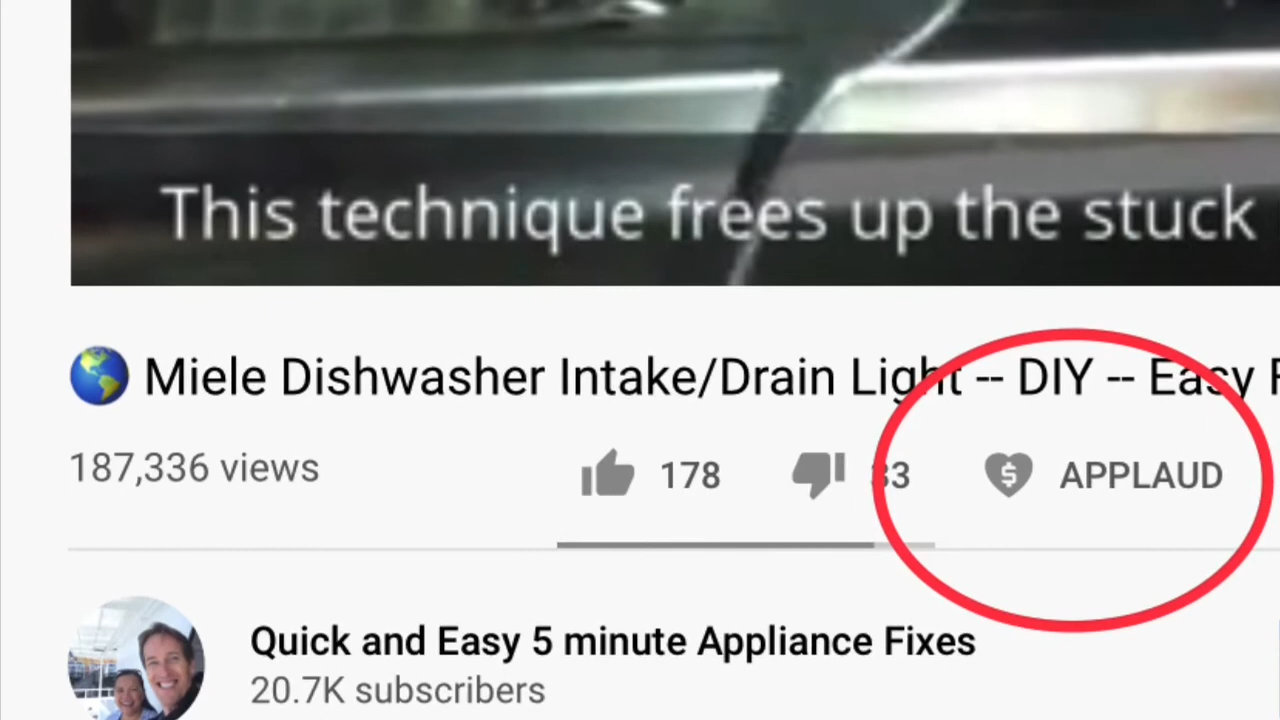 This technique frees up the stuck
Miele Dishwasher Intake/Drain Light -- DIY -- Easy
187,336 views 178 33 $ APPLAUD
Quick and Easy 5 minute Appliance Fixes
20.7K subscribers